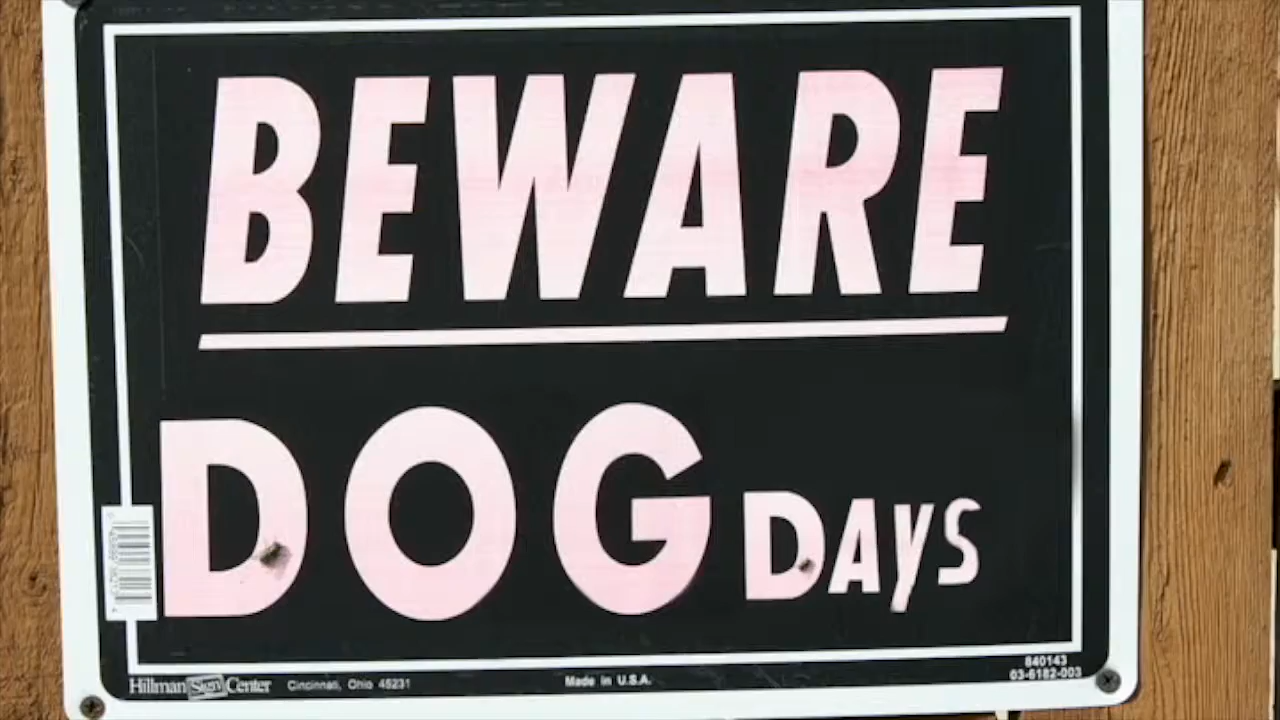 BEWARE
DOG DAyS
Hillman Sign Center Cincinnati, Ohio 45231 Made in U.S.A.
840143
03-6182-003